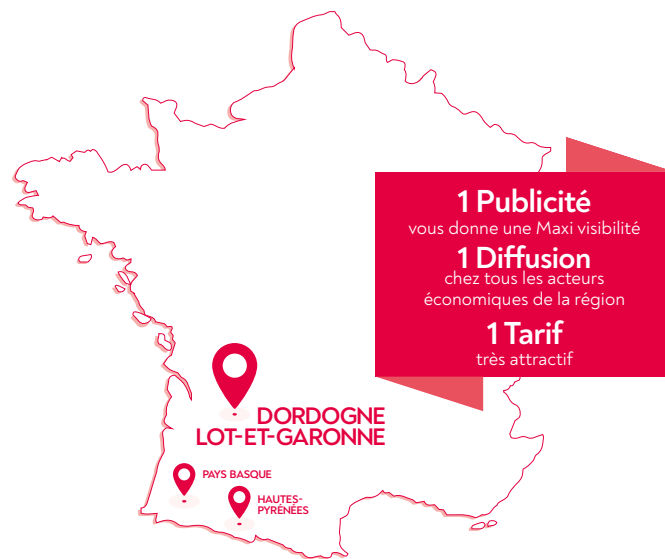 1 Publicité
vous donne une Maxi visibilité
1 Diffusion
chez tous les acteurs
économiques de la région
1 Tarif
très attractif
DORDOGNE
LOT-ET-GARONNE
PAYS BASQUE
HAUTES-
PYRÉNÉES